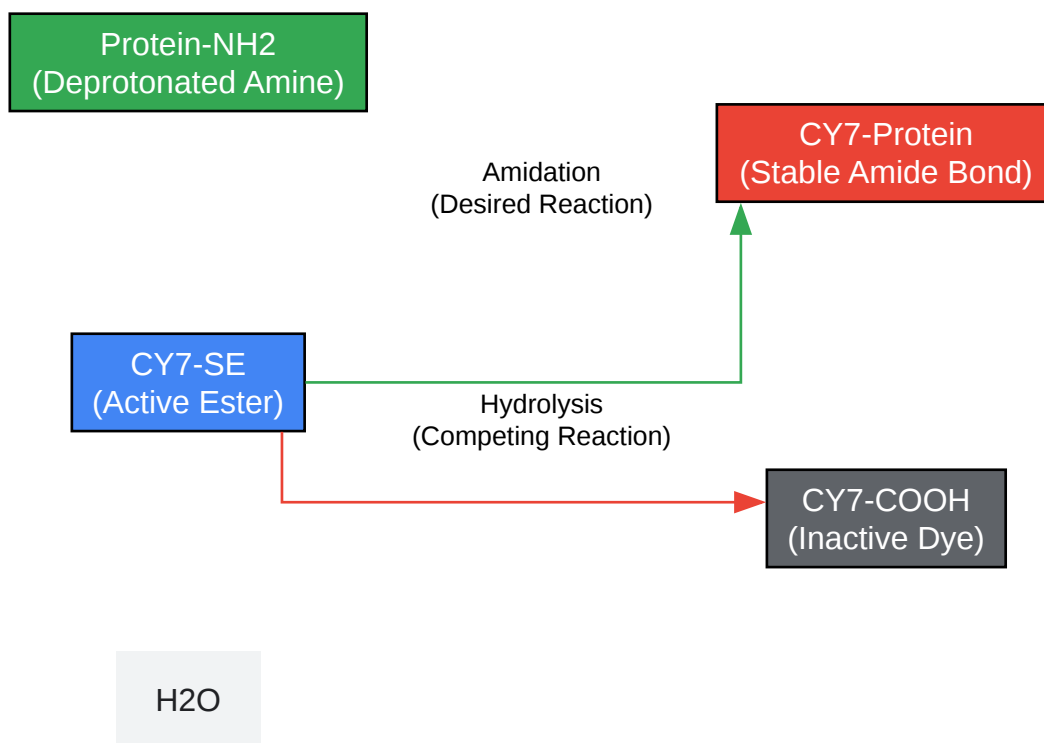 Protein-NH2
(Deprotonated Amine)
CY7-Protein
(Stable Amide Bond)
Amidation
(Desired Reaction)
CY7-SE
(Active Ester)
Hydrolysis
(Competing Reaction)
CY7-COOH
(Inactive Dye)
H2O